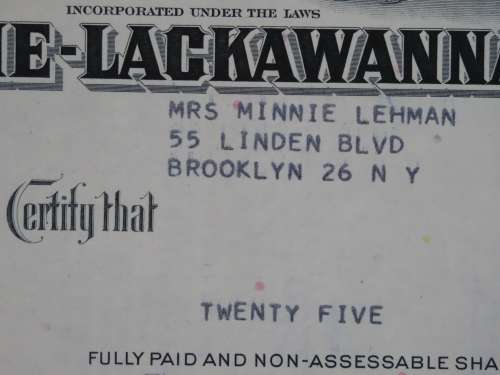 INCORPORATED UNDER THE LAWS
IE-LACKAWANNA
MRS MINNIE LEHMAN
55 LINDEN BLVD
BROOKLYN 26 N Y
Certify that
TWENTY FIVE
FULLY PAID AND NON-ASSESSABLE SHA